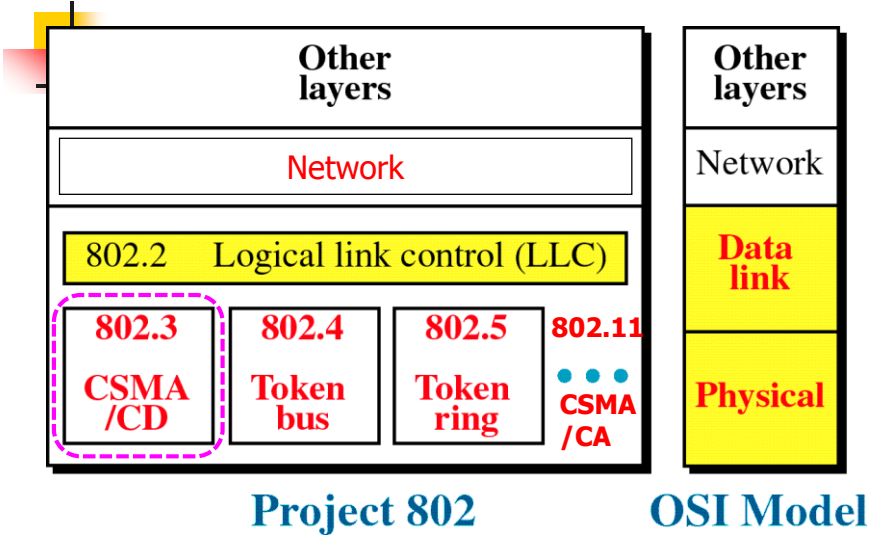 Other
layers
Network
802.2 Logical link control (LLC)
802.3
CSMA
/CD
802.4
Token
bus
802.5
Token
ring
802.11
CSMA
/CA
Project 802
Other
layers
Network
Data
link
Physical
OSI Model